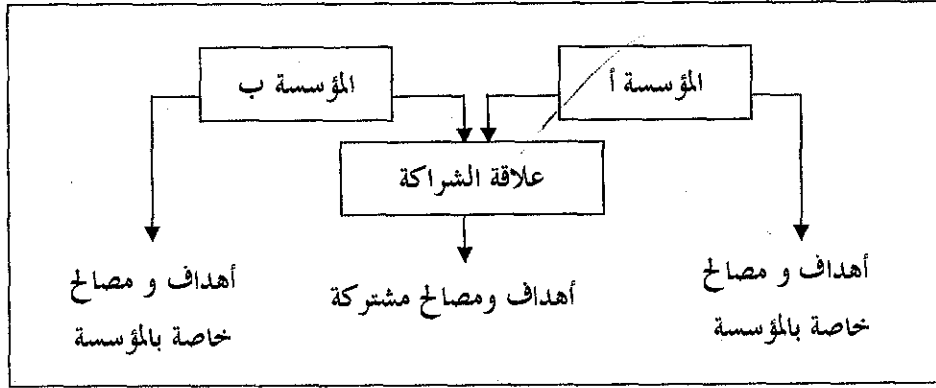 المؤسسة أ
المؤسسة ب
علاقة الشراكة
أهداف و مصالح
خاصة بالمؤسسة
أهداف ومصالح مشتركة
أهداف و مصالح
خاصة بالمؤسسة